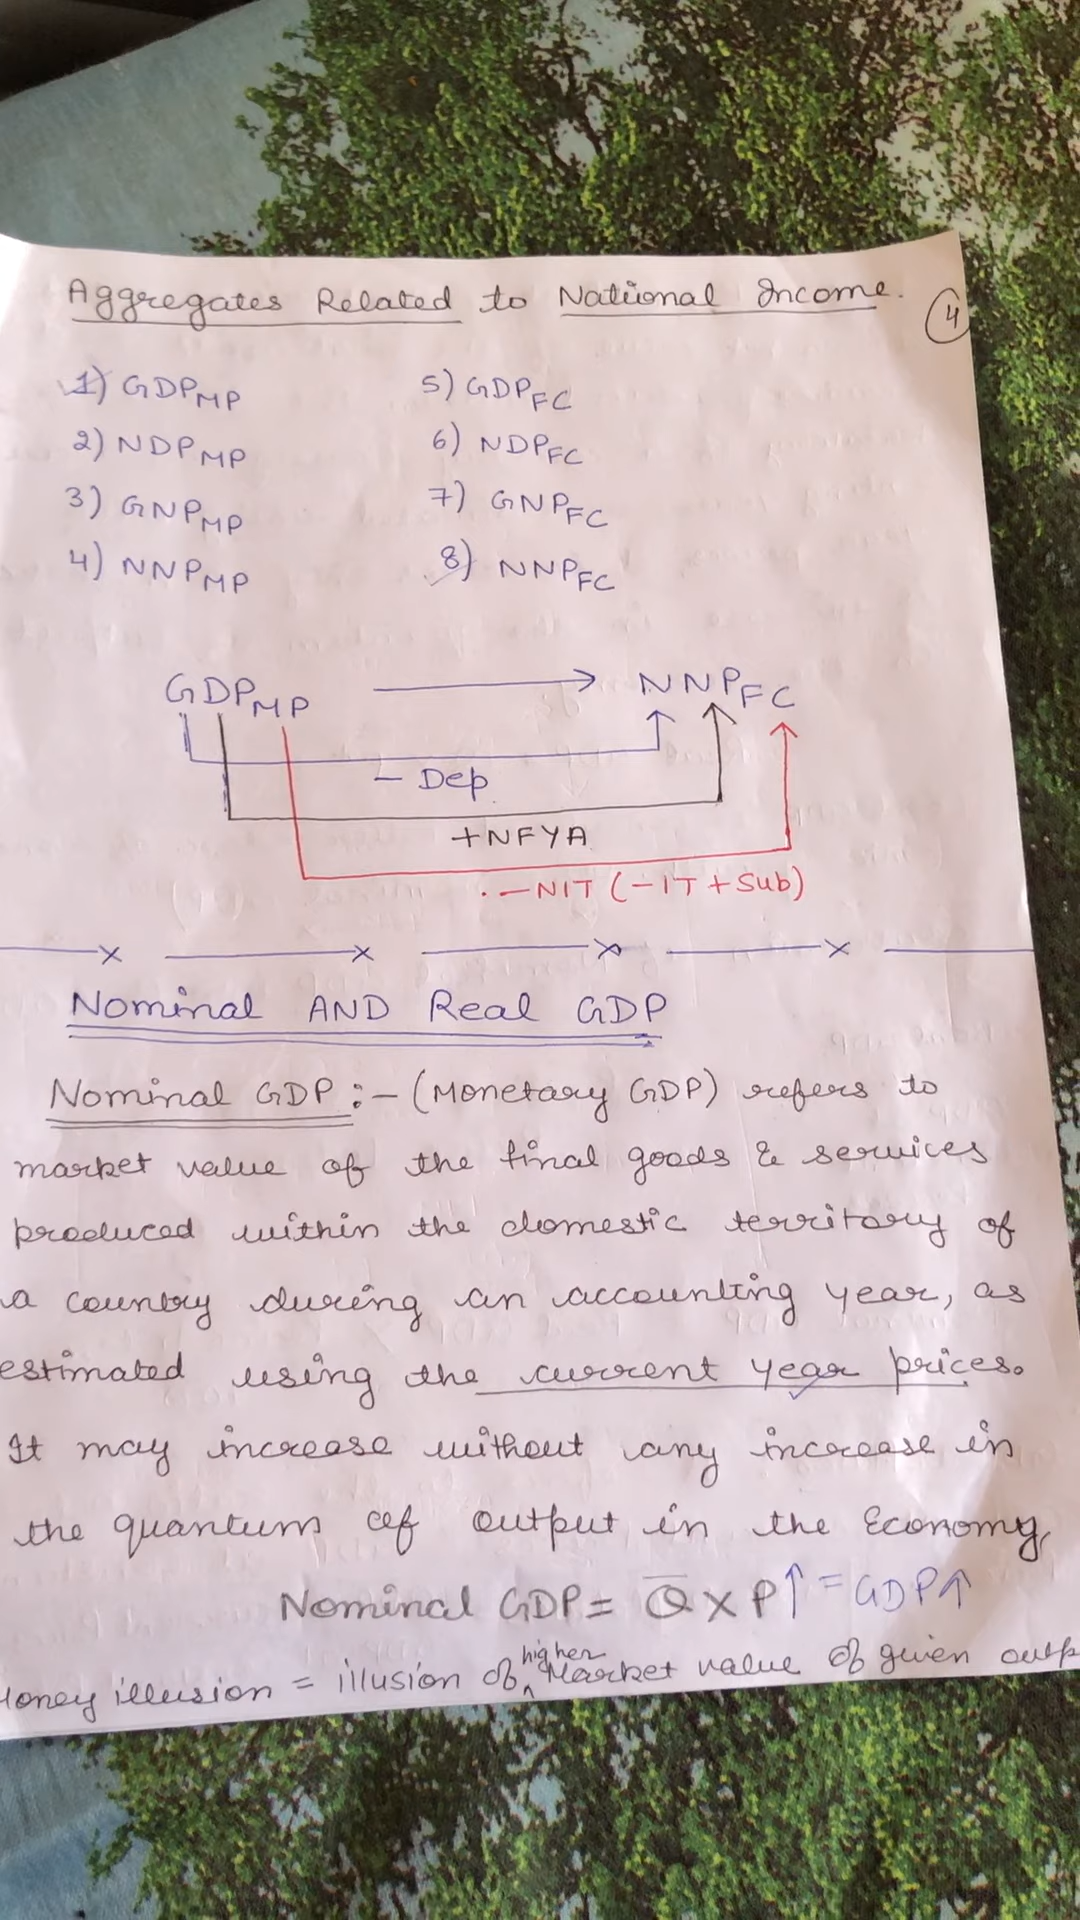 Aggregates Related to National Income.
4
1) GDPMP
2) NDPMP
3) GNPMP
4) NNPMP
5) GDPFC
6) NDPFC
7) GNPFC
8) NNPFC
GDPMP → NNPFC
- Dep
+NFYA
.-NIT (-IT + Sub)
Nominal AND Real GDP
Nominal GDP :- (Monetary GDP) refers to
market value of the final goods & services
produced within the domestic territory of
a country during an accounting year, as
estimated using the current year prices.
It may increase without any increase in
the quantum of output in the Economy,
Nominal GDP = Q̅ X P↑ = GDP↑
Money illusion = illusion of higher Market value of given outp